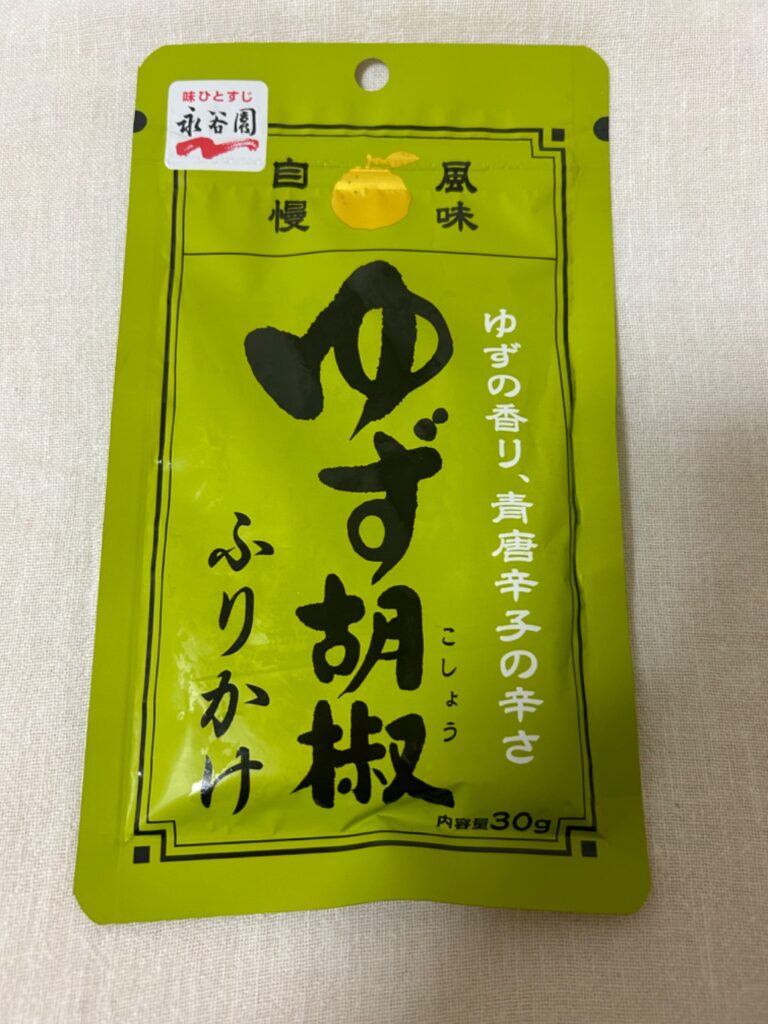 味ひとすじ
永谷園
風味
自慢
ゆずの香り、青唐辛子の辛さ
ゆず胡椒
こしょう
ふりかけ
内容量30g